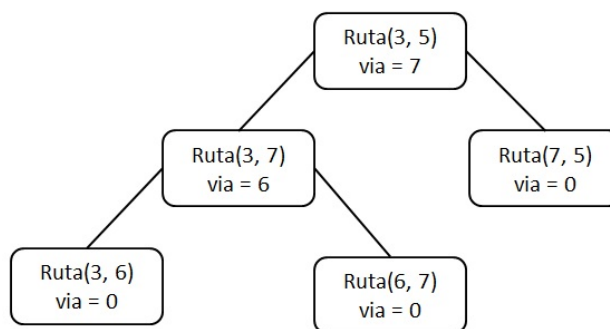 Ruta(3, 5)
via = 7
Ruta(3, 7)
via = 6
Ruta(7, 5)
via = 0
Ruta(3, 6)
via = 0
Ruta(6, 7)
via = 0